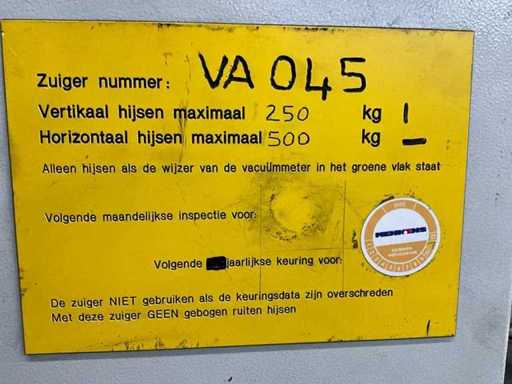 Zuiger nummer: VA 045
Vertikaal hijsen maximaal 250 kg |
Horizontaal hijsen maximaal 500 kg —
Alleen hijsen als de wijzer van de vacuümmeter in het groene vlak staat
Volgende maandelijkse inspectie voor:
Volgende jaarlijkse keuring voor:
De zuiger NIET gebruiken als de keuringsdata zijn overschreden
Met deze zuiger GEEN gebogen ruiten hijsen